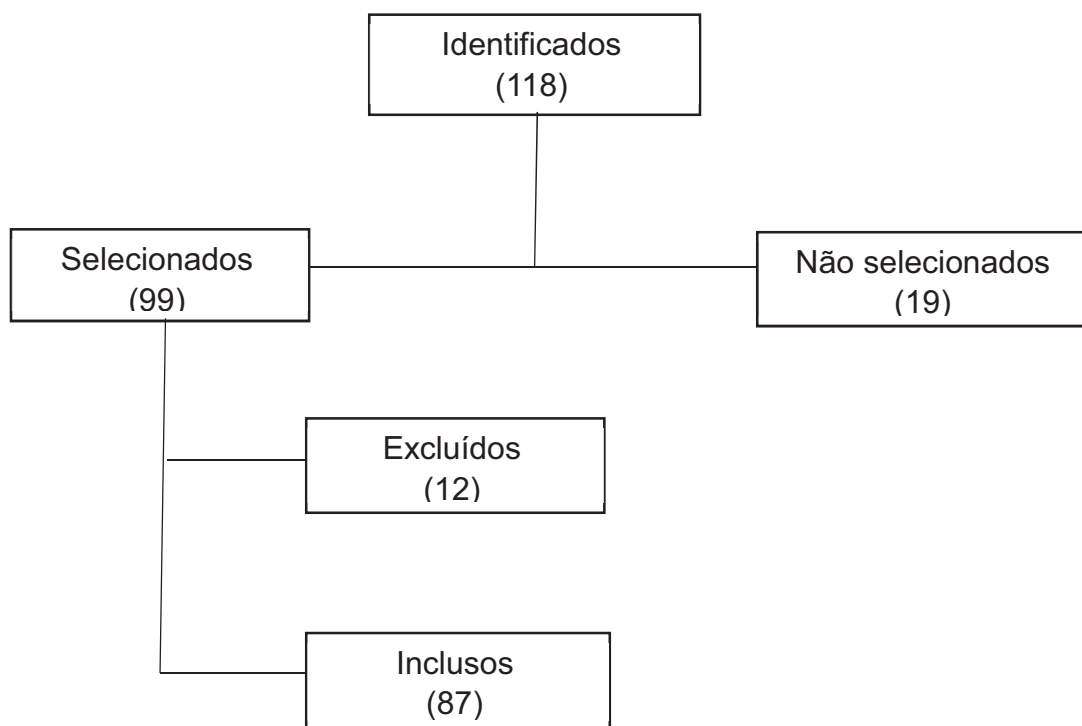 Identificados
(118)
Selecionados
(99)
Não selecionados
(19)
Excluídos
(12)
Inclusos
(87)